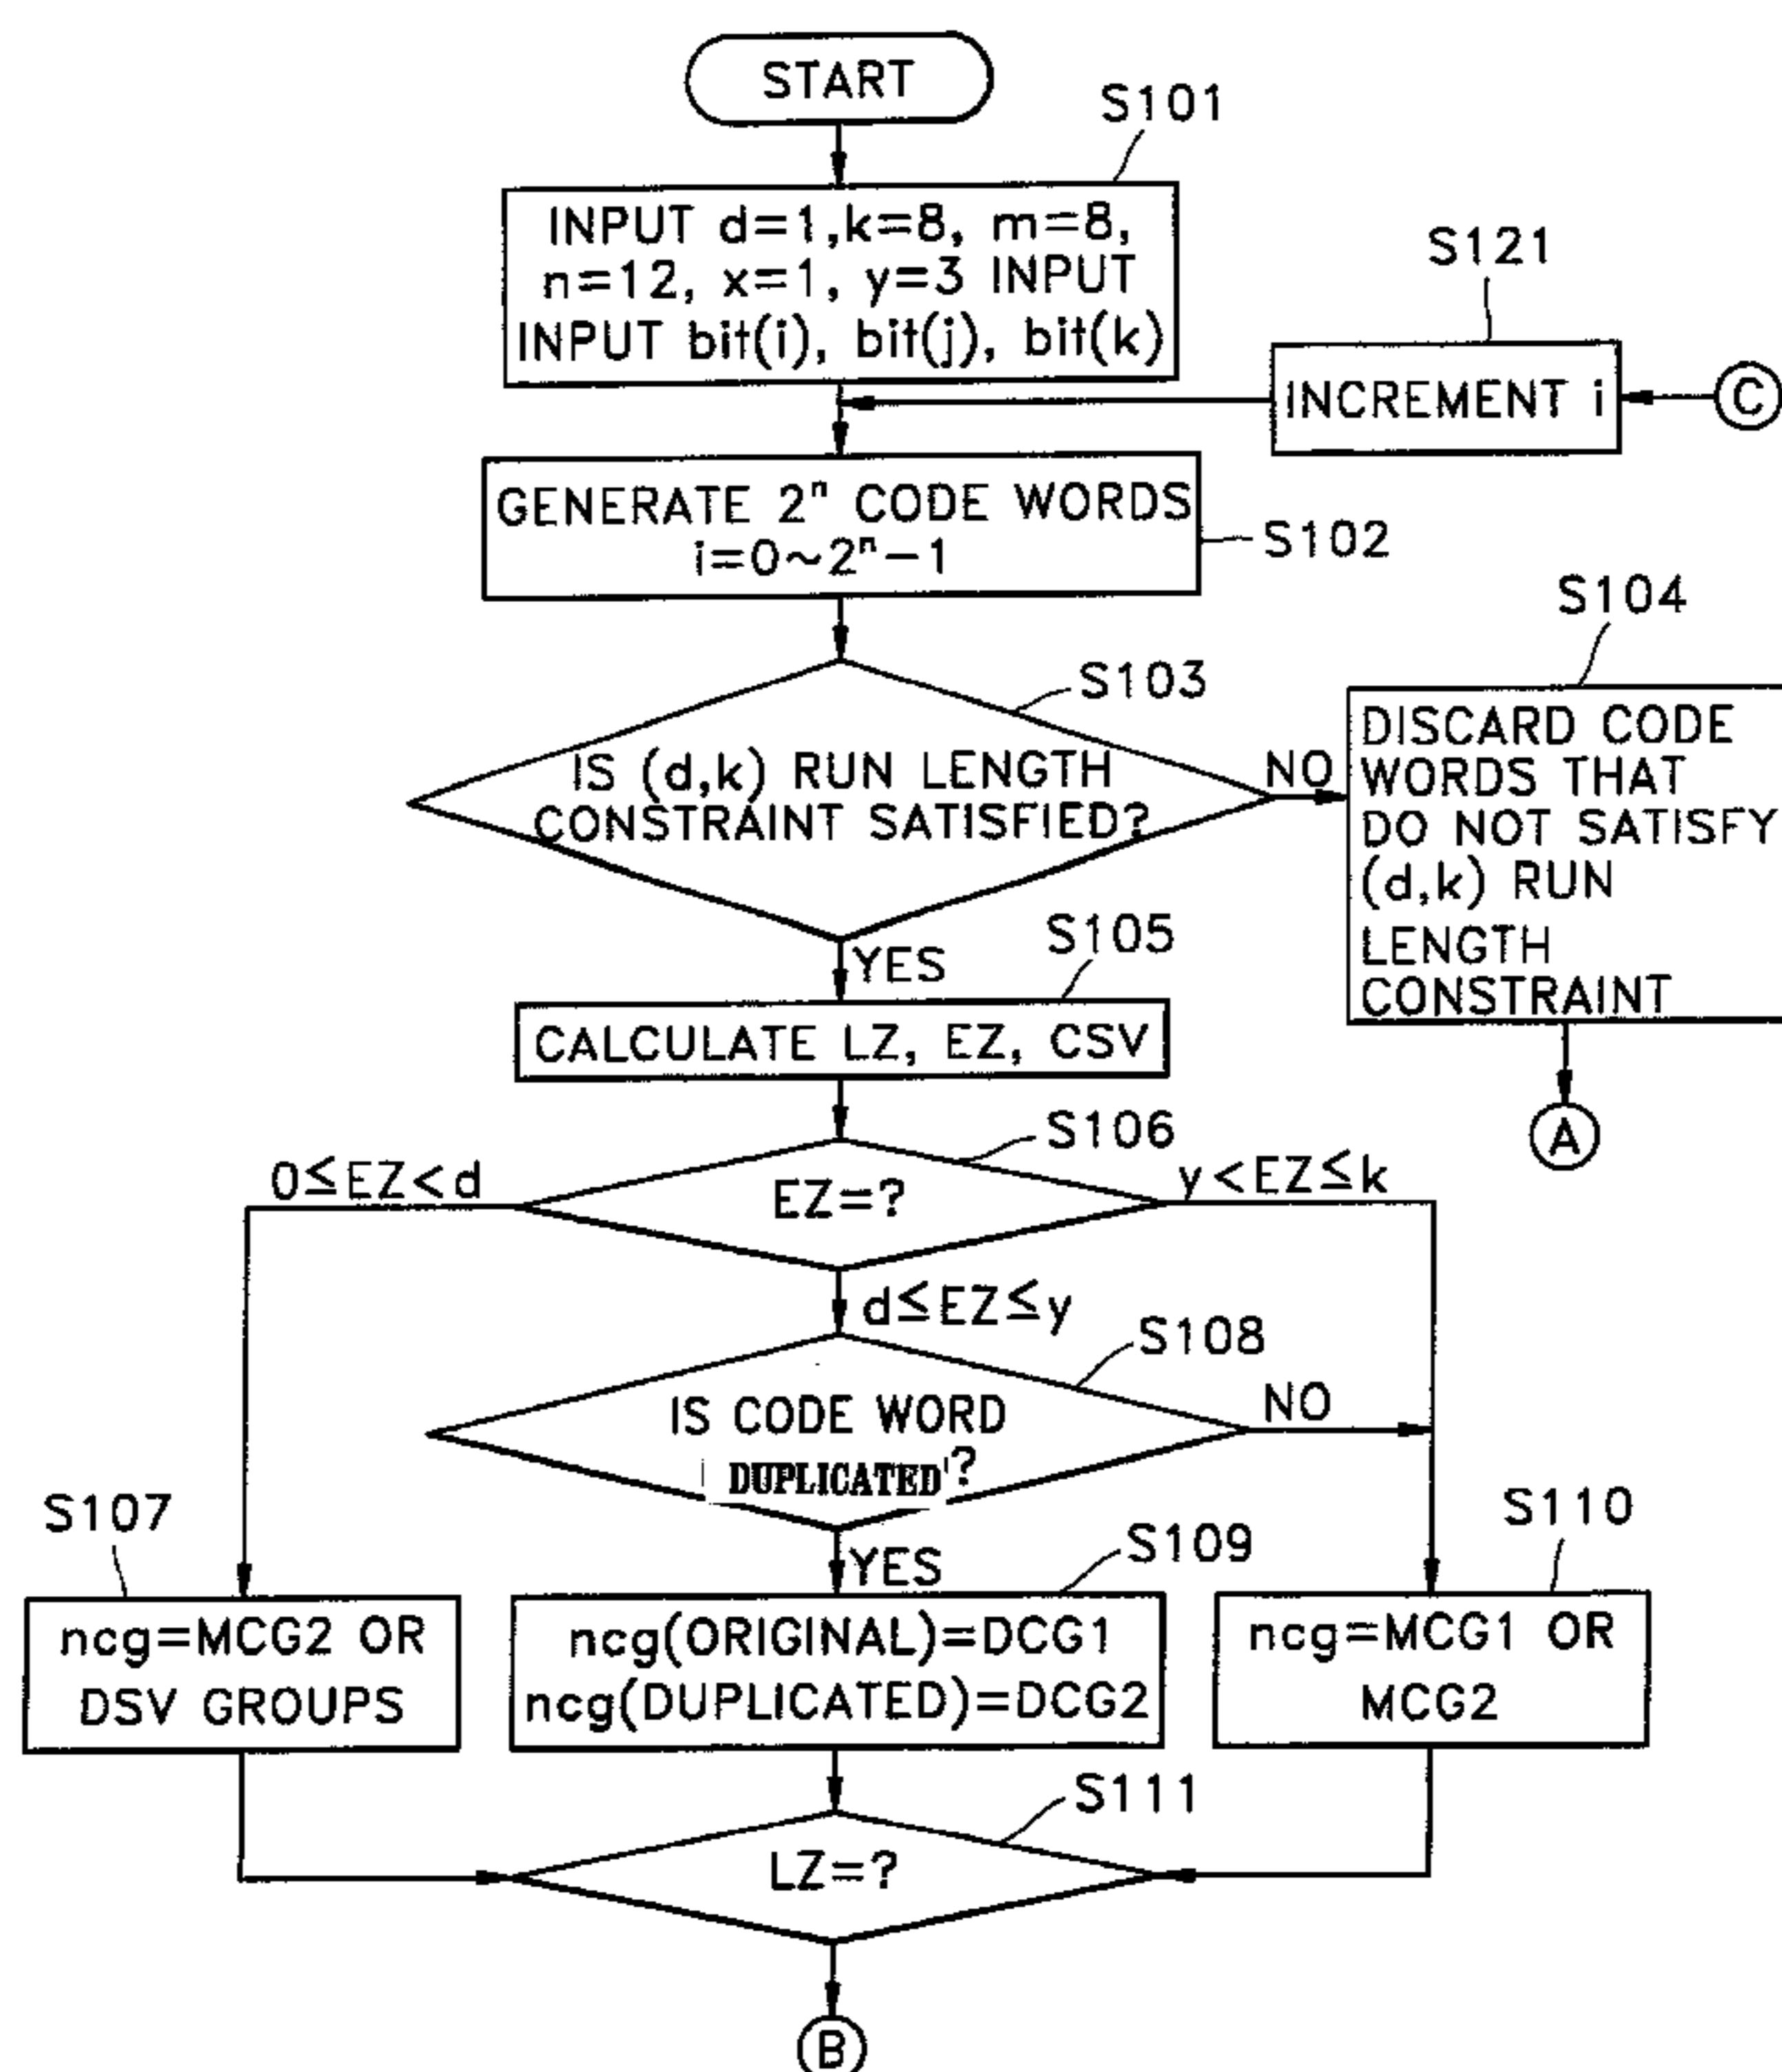 START
S101
INPUT d=1,k=8, m=8,
n=12, x=1, y=3 INPUT
INPUT bit(i), bit(j), bit(k)
S121
INCREMENT i
C
GENERATE 2ⁿ CODE WORDS
i=0~2ⁿ-1
S102
S103
IS (d,k) RUN LENGTH
CONSTRAINT SATISFIED?
NO
S104
DISCARD CODE
WORDS THAT
DO NOT SATISFY
(d,k) RUN
LENGTH
CONSTRAINT
A
YES
S105
CALCULATE LZ, EZ, CSV
S106
EZ=?
0≤EZ<d
y<EZ≤k
d≤EZ≤y
S108
IS CODE WORD
DUPLICATED'?
NO
YES
S107
ncg=MCG2 OR
DSV GROUPS
S109
ncg(ORIGINAL)=DCG1
ncg(DUPLICATED)=DCG2
S110
ncg=MCG1 OR
MCG2
S111
LZ=?
B